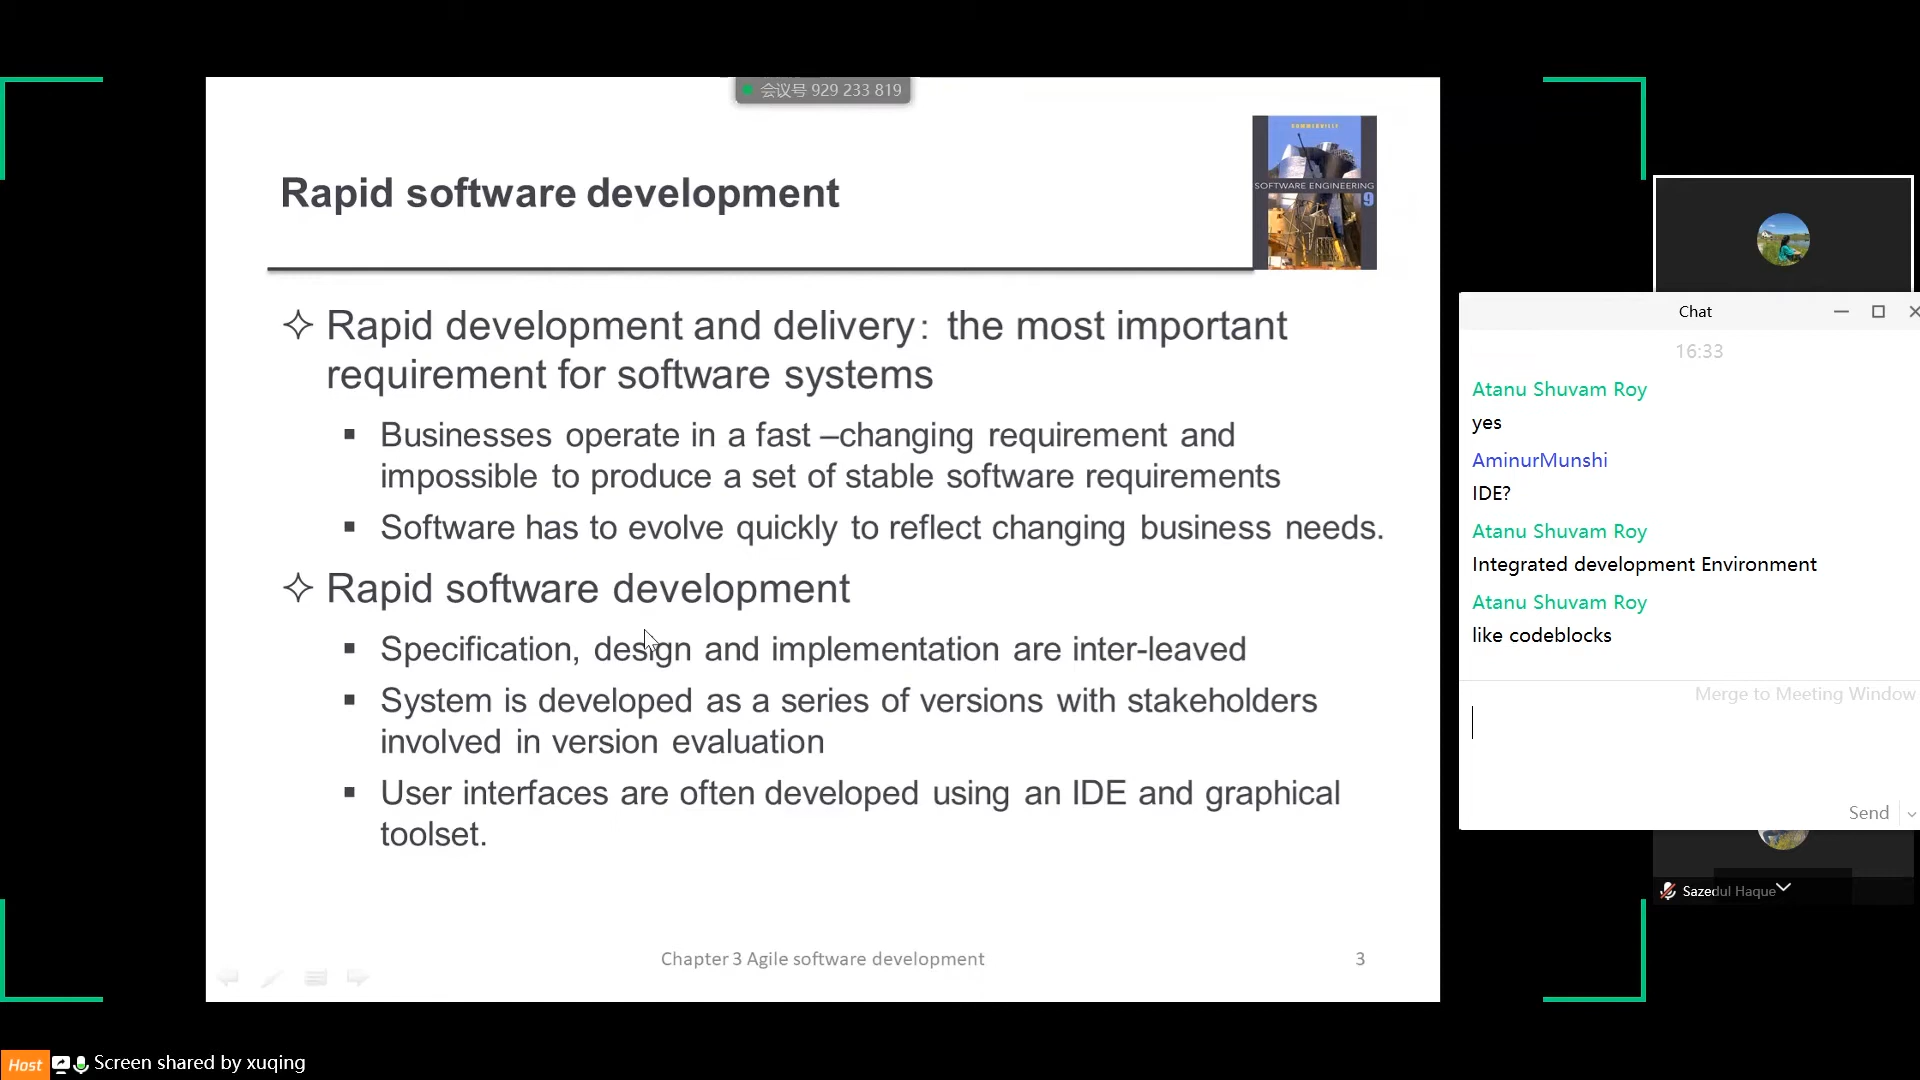 会议号 929 233 819
SOMMERVILLE
SOFTWARE ENGINEERING
9
Rapid software development
Rapid development and delivery: the most important
requirement for software systems
Businesses operate in a fast –changing requirement and
impossible to produce a set of stable software requirements
Software has to evolve quickly to reflect changing business needs.
Rapid software development
Specification, design and implementation are inter-leaved
System is developed as a series of versions with stakeholders
involved in version evaluation
User interfaces are often developed using an IDE and graphical
toolset.
Chapter 3 Agile software development
3
Chat
16:33
Atanu Shuvam Roy
yes
AminurMunshi
IDE?
Atanu Shuvam Roy
Integrated development Environment
Atanu Shuvam Roy
like codeblocks
Merge to Meeting Window
Send
Sazedul Haque
Host Screen shared by xuqing